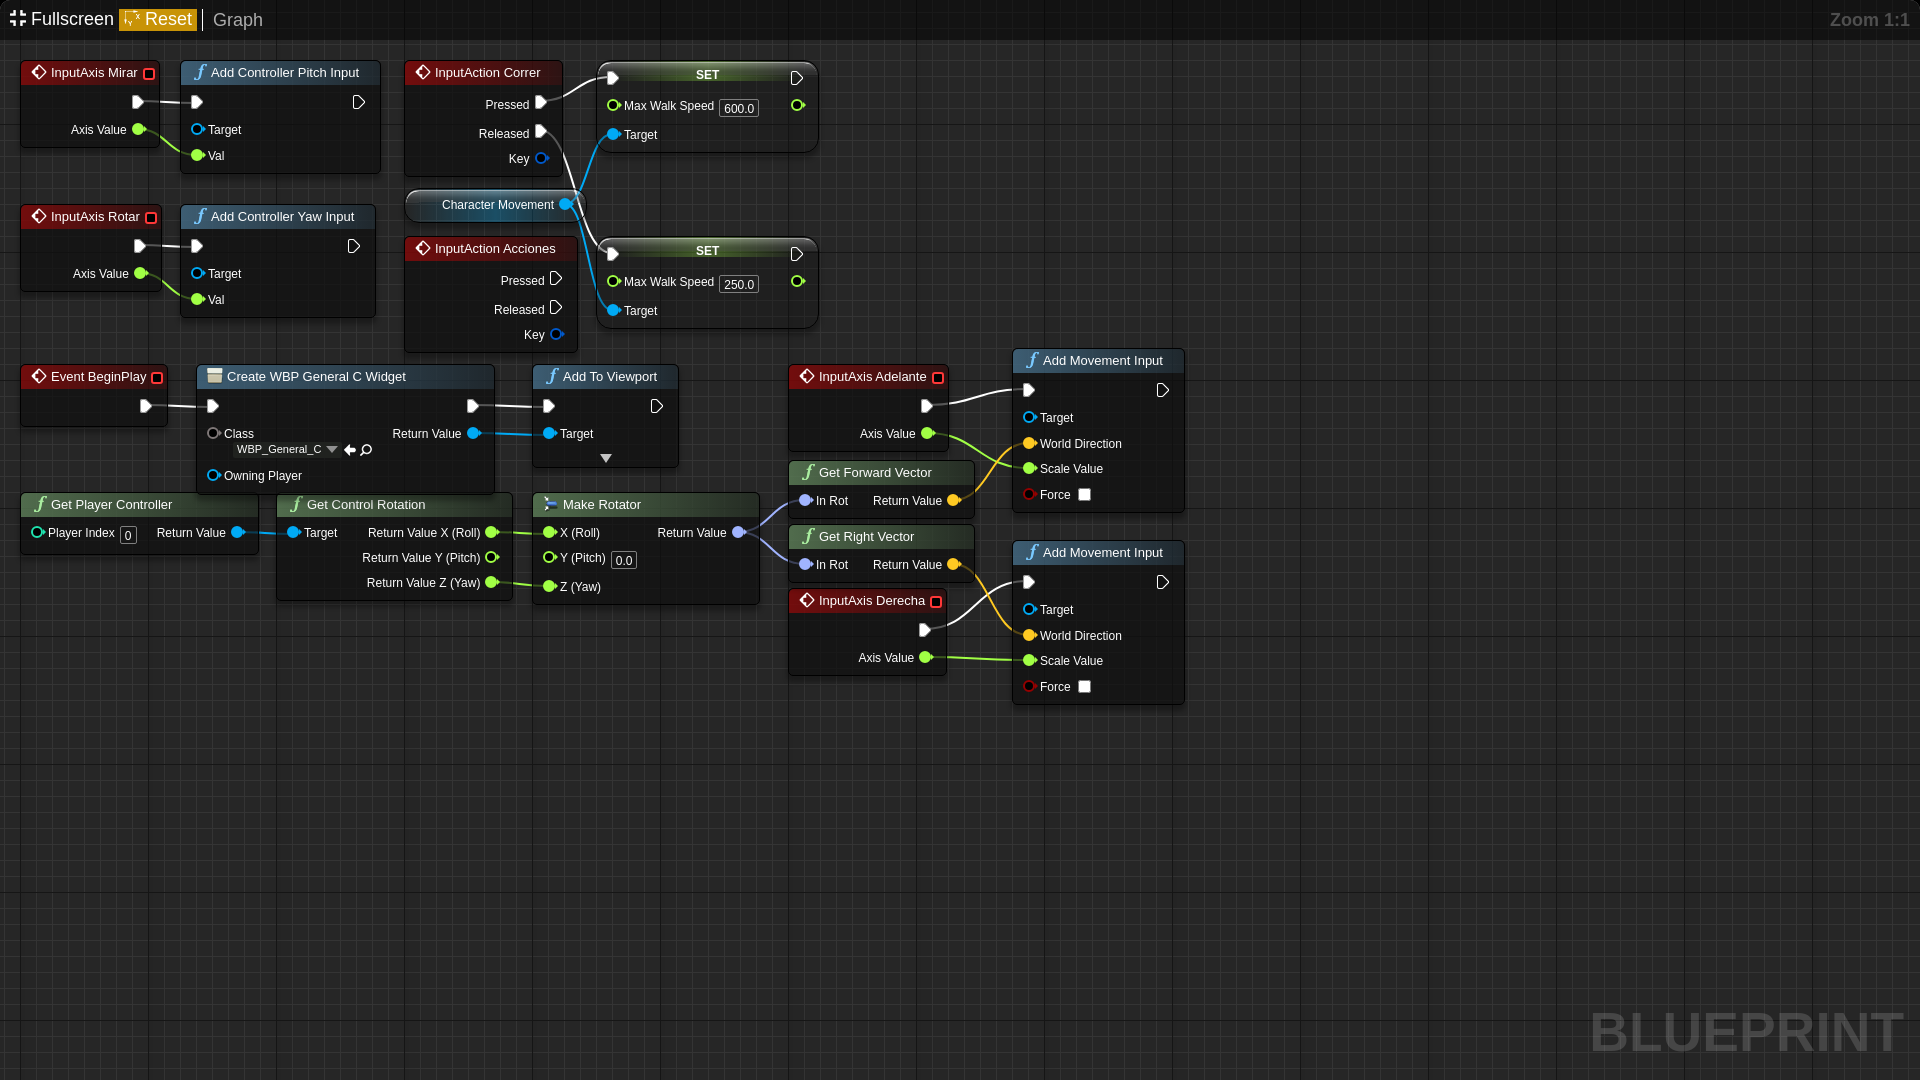 Fullscreen Reset Graph Zoom 1:1
InputAxis Mirar
Axis Value
Add Controller Pitch Input
Target
Val
InputAction Correr
Pressed
Released
Key
SET
Max Walk Speed 600.0
Target
Character Movement
InputAxis Rotar
Axis Value
Add Controller Yaw Input
Target
Val
InputAction Acciones
Pressed
Released
Key
SET
Max Walk Speed 250.0
Target
Event BeginPlay
Create WBP General C Widget
Class Return Value
WBP_General_C
Owning Player
Add To Viewport
Target
InputAxis Adelante
Axis Value
Add Movement Input
Target
World Direction
Scale Value
Force
Get Forward Vector
In Rot Return Value
Get Player Controller
Player Index 0 Return Value
Get Control Rotation
Target Return Value X (Roll)
Return Value Y (Pitch)
Return Value Z (Yaw)
Make Rotator
X (Roll) Return Value
Y (Pitch) 0.0
Z (Yaw)
Get Right Vector
In Rot Return Value
InputAxis Derecha
Axis Value
Add Movement Input
Target
World Direction
Scale Value
Force
BLUEPRINT